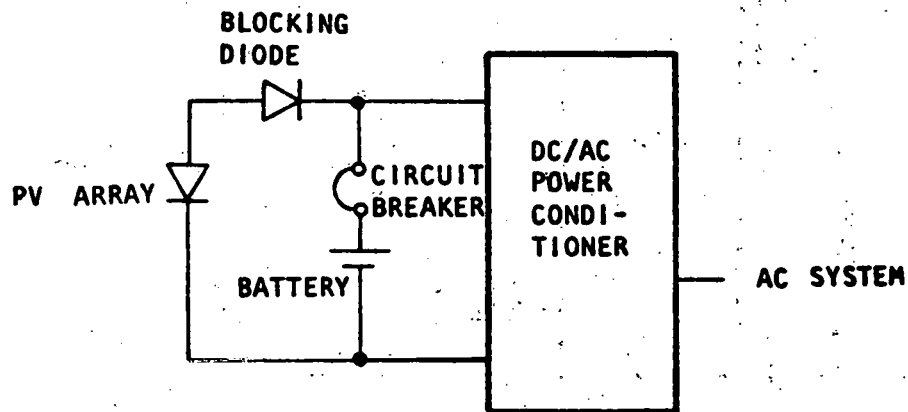 BLOCKING
DIODE
PV ARRAY
CIRCUIT
BREAKER
BATTERY
DC/AC
POWER
CONDI-
TIONER
AC SYSTEM